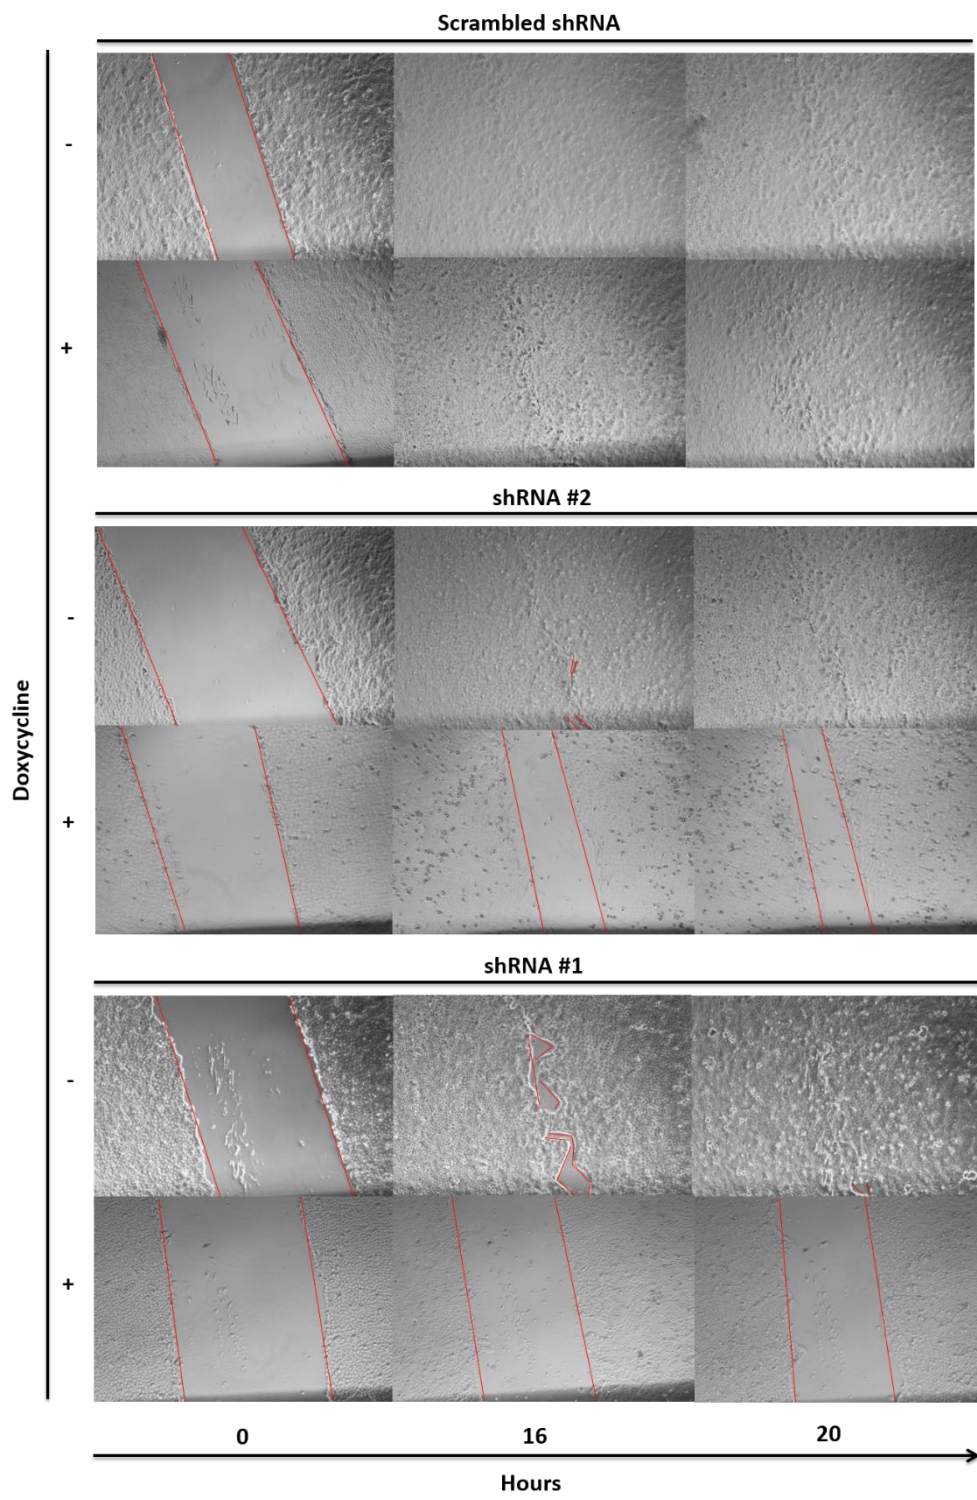 Scrambled shRNA
-
+
shRNA #2
-
Doxycycline
+
shRNA #1
-
+
0 16 20
Hours